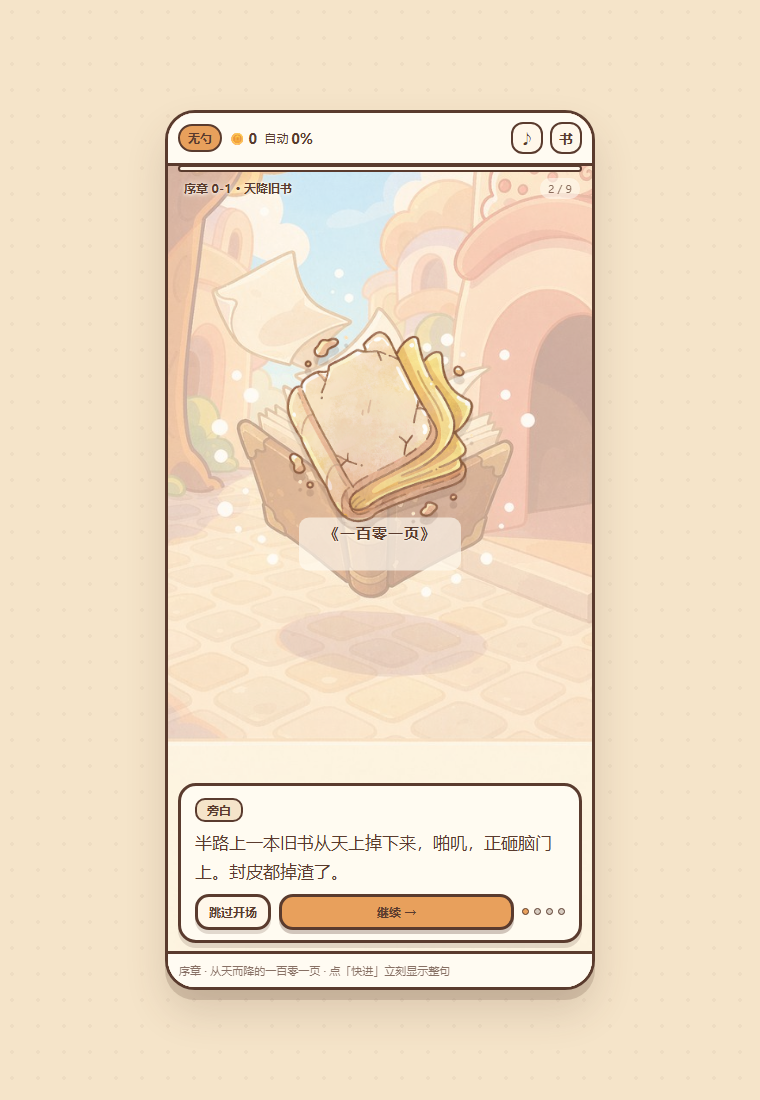 无勺 0 自动 0% ♪ 书
序章 0-1 • 天降旧书 2 / 9
《一百零一页》
旁白
半路上一本旧书从天上掉下来，啪叽，正砸脑门
上。封皮都掉渣了。
跳过开场 继续 →
序章 · 从天而降的一百零一页 · 点「快进」立刻显示整句